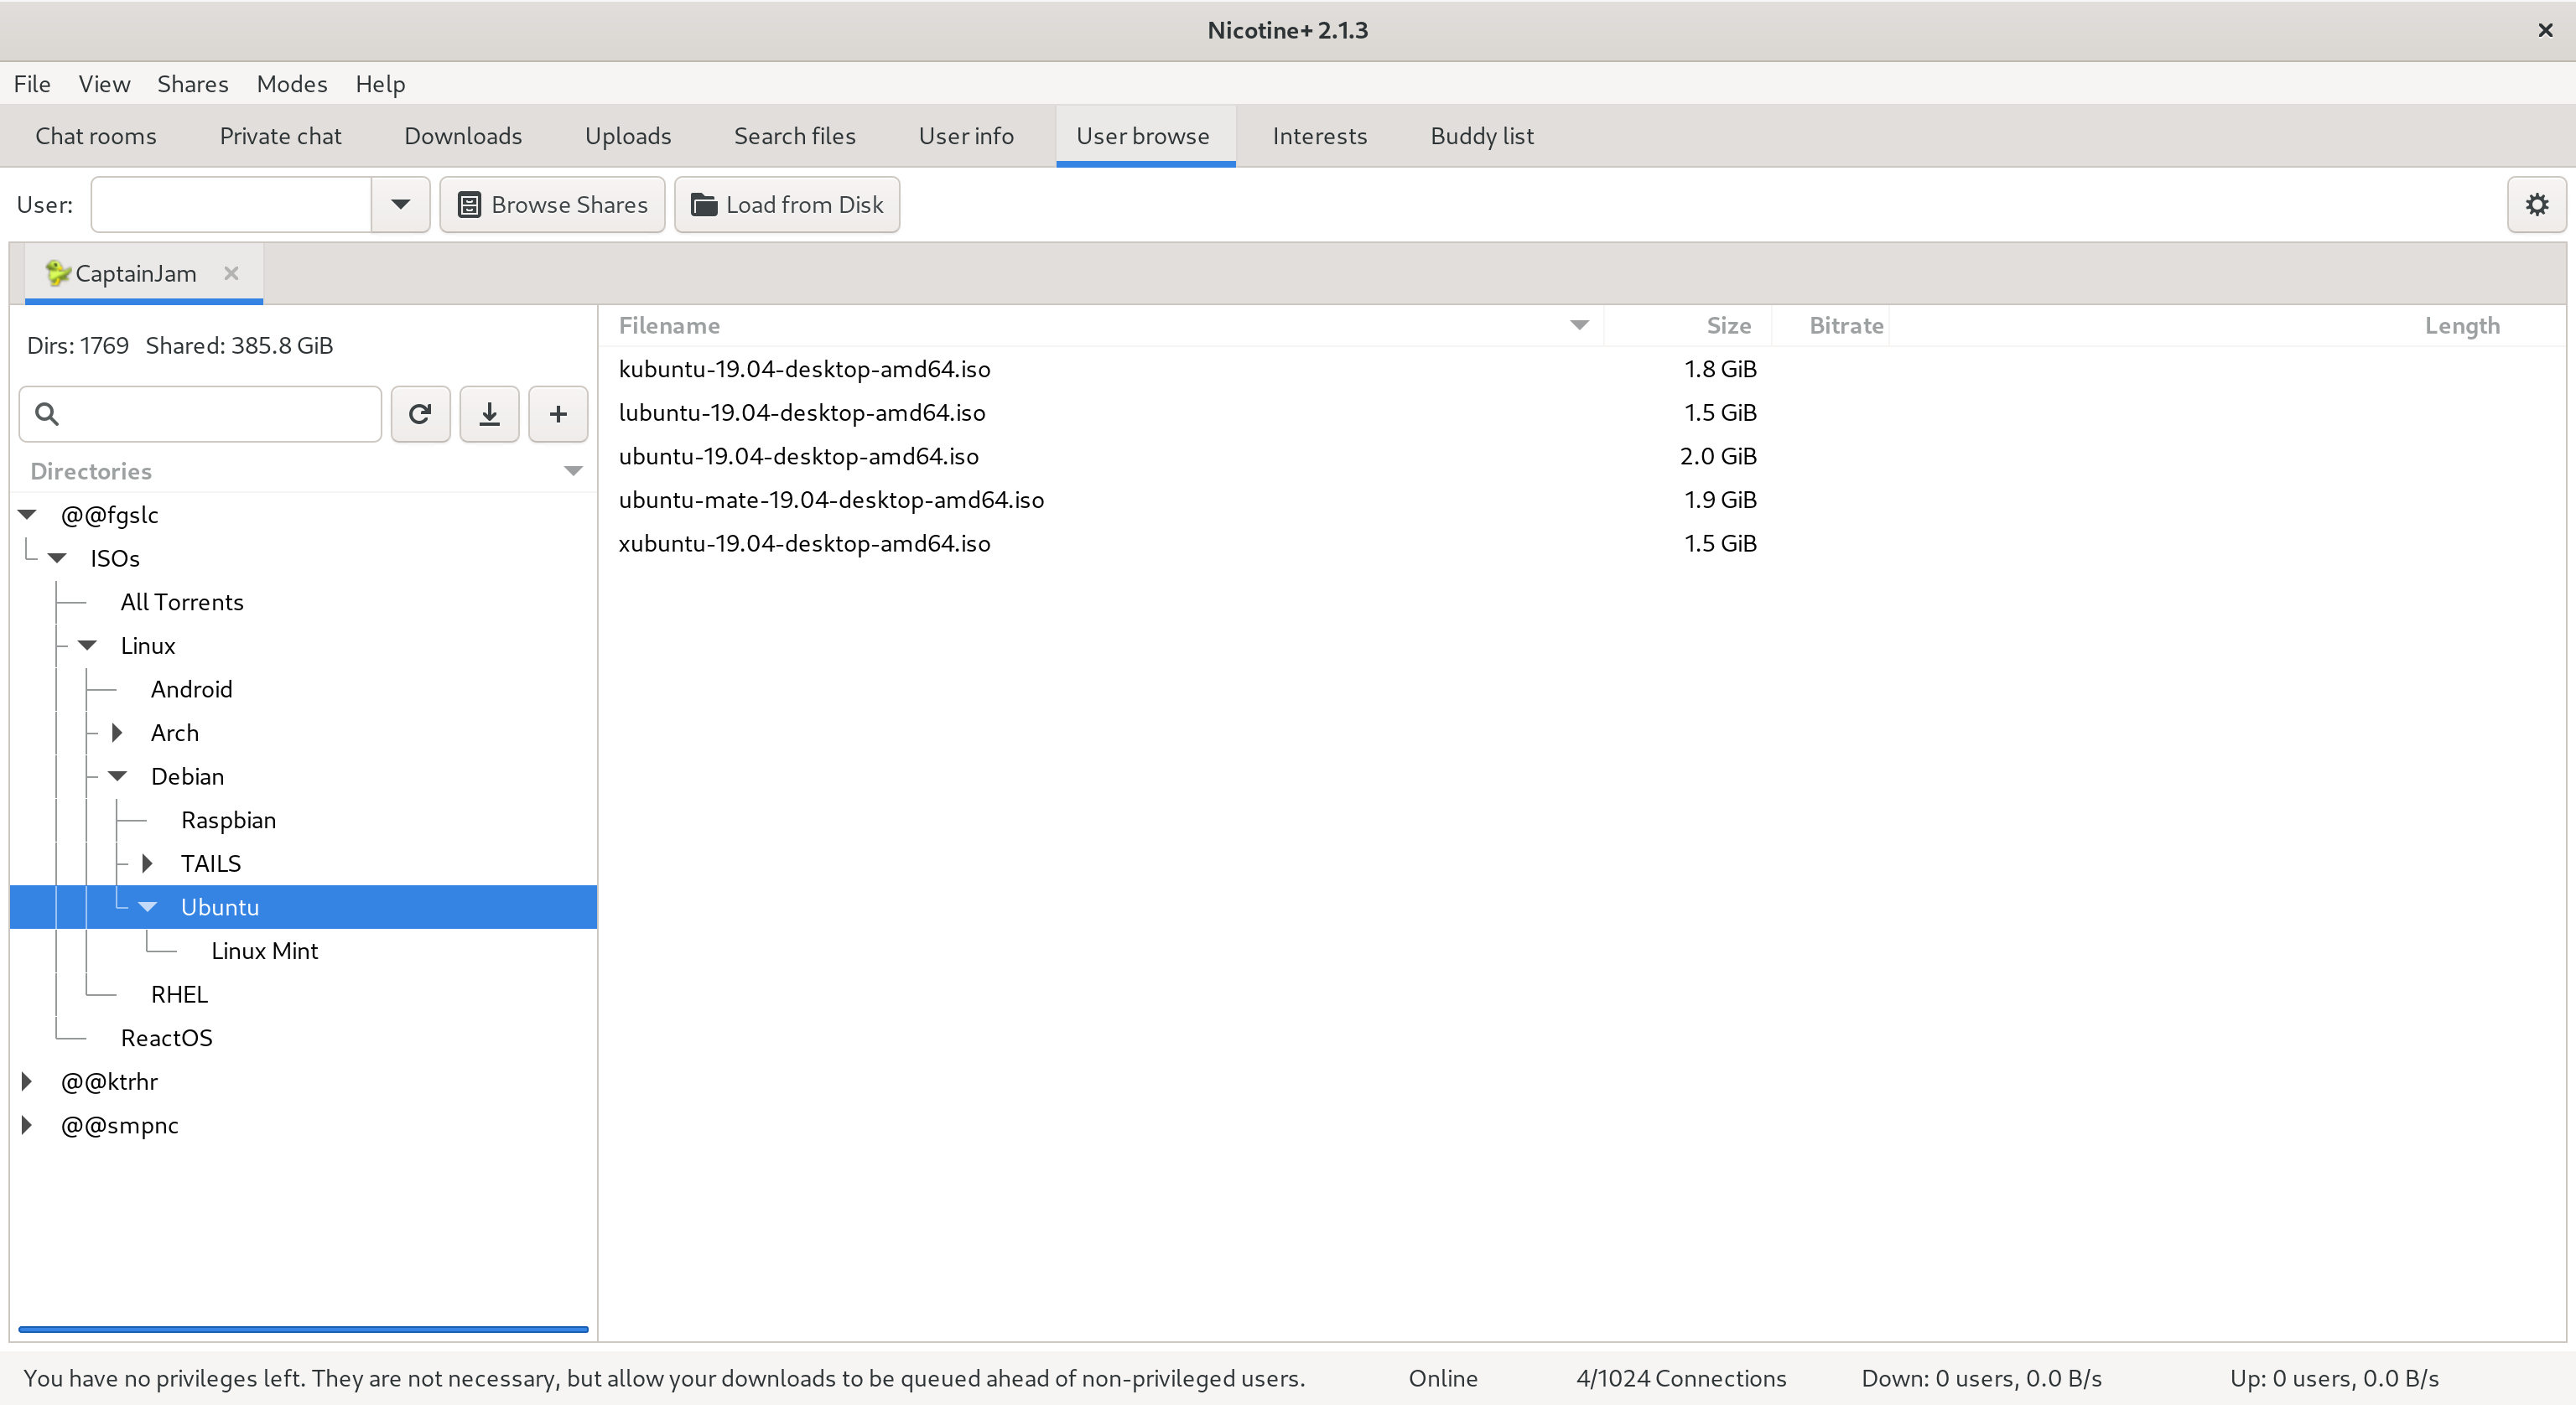 Nicotine+ 2.1.3
File View Shares Modes Help
Chat rooms Private chat Downloads Uploads Search files User info User browse Interests Buddy list
User: Browse Shares Load from Disk
CaptainJam
Dirs: 1769 Shared: 385.8 GiB
Directories
@@fgslc
ISOs
All Torrents
Linux
Android
Arch
Debian
Raspbian
TAILS
Ubuntu
Linux Mint
RHEL
ReactOS
@@ktrhr
@@smpnc
Filename Size Bitrate Length
kubuntu-19.04-desktop-amd64.iso 1.8 GiB
lubuntu-19.04-desktop-amd64.iso 1.5 GiB
ubuntu-19.04-desktop-amd64.iso 2.0 GiB
ubuntu-mate-19.04-desktop-amd64.iso 1.9 GiB
xubuntu-19.04-desktop-amd64.iso 1.5 GiB
You have no privileges left. They are not necessary, but allow your downloads to be queued ahead of non-privileged users. Online 4/1024 Connections Down: 0 users, 0.0 B/s Up: 0 users, 0.0 B/s